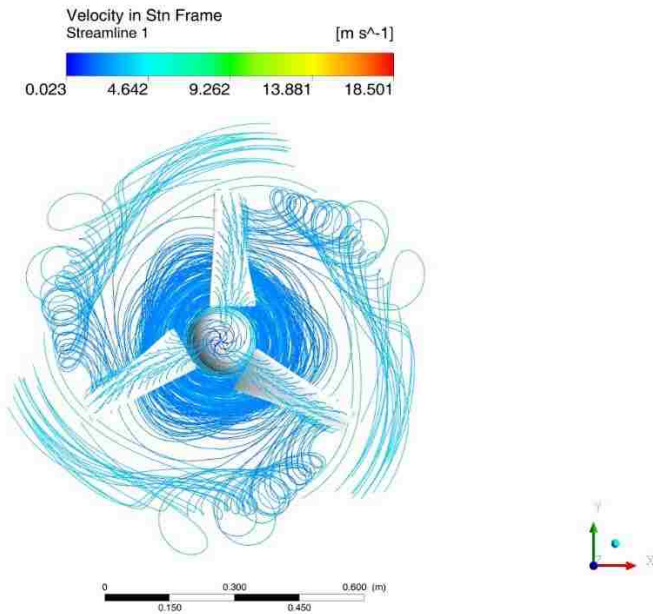 Velocity in Stn Frame
Streamline 1 [m s^-1]
0.023 4.642 9.262 13.881 18.501
Y
Z X
0 0.300 0.600 (m)
0.150 0.450